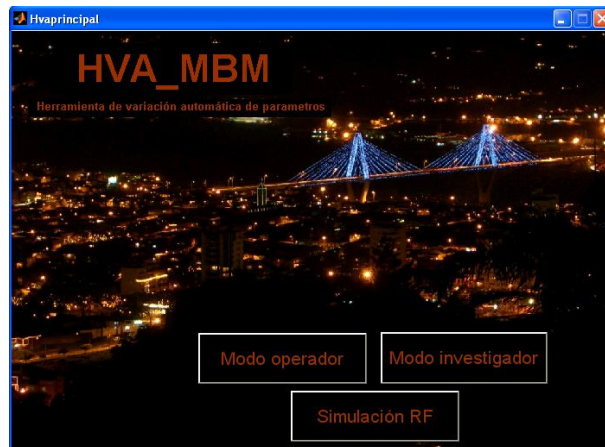 Hvaprincipal
HVA_MBM
Herramienta de variación automática de parametros
Modo operador
Modo investigador
Simulación RF